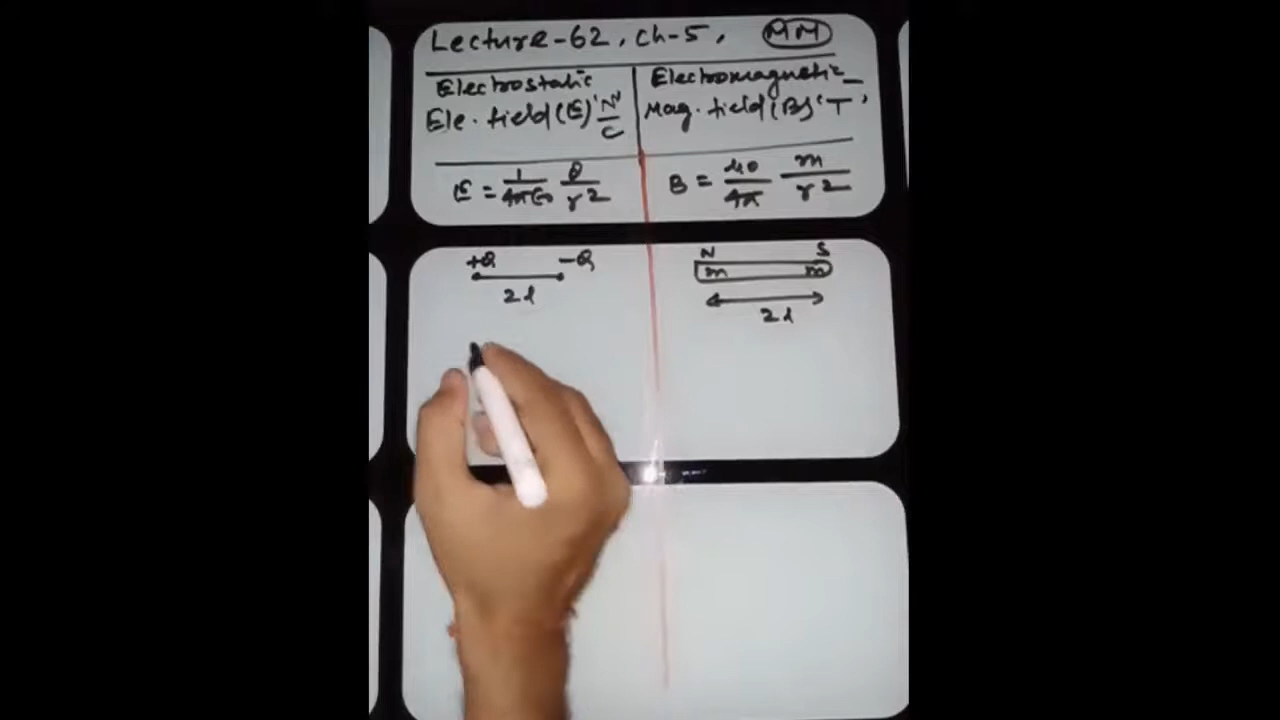 Lecture-62, Ch-5, MM
Electrostatic
Ele. field (E) 'N/C'
Electromagnetic
Mag. field (B) 'T'
E = 1/4πϵ0 Q/r2
B = μ0/4π m/r2
+Q -Q
2l
N S
m m
2l